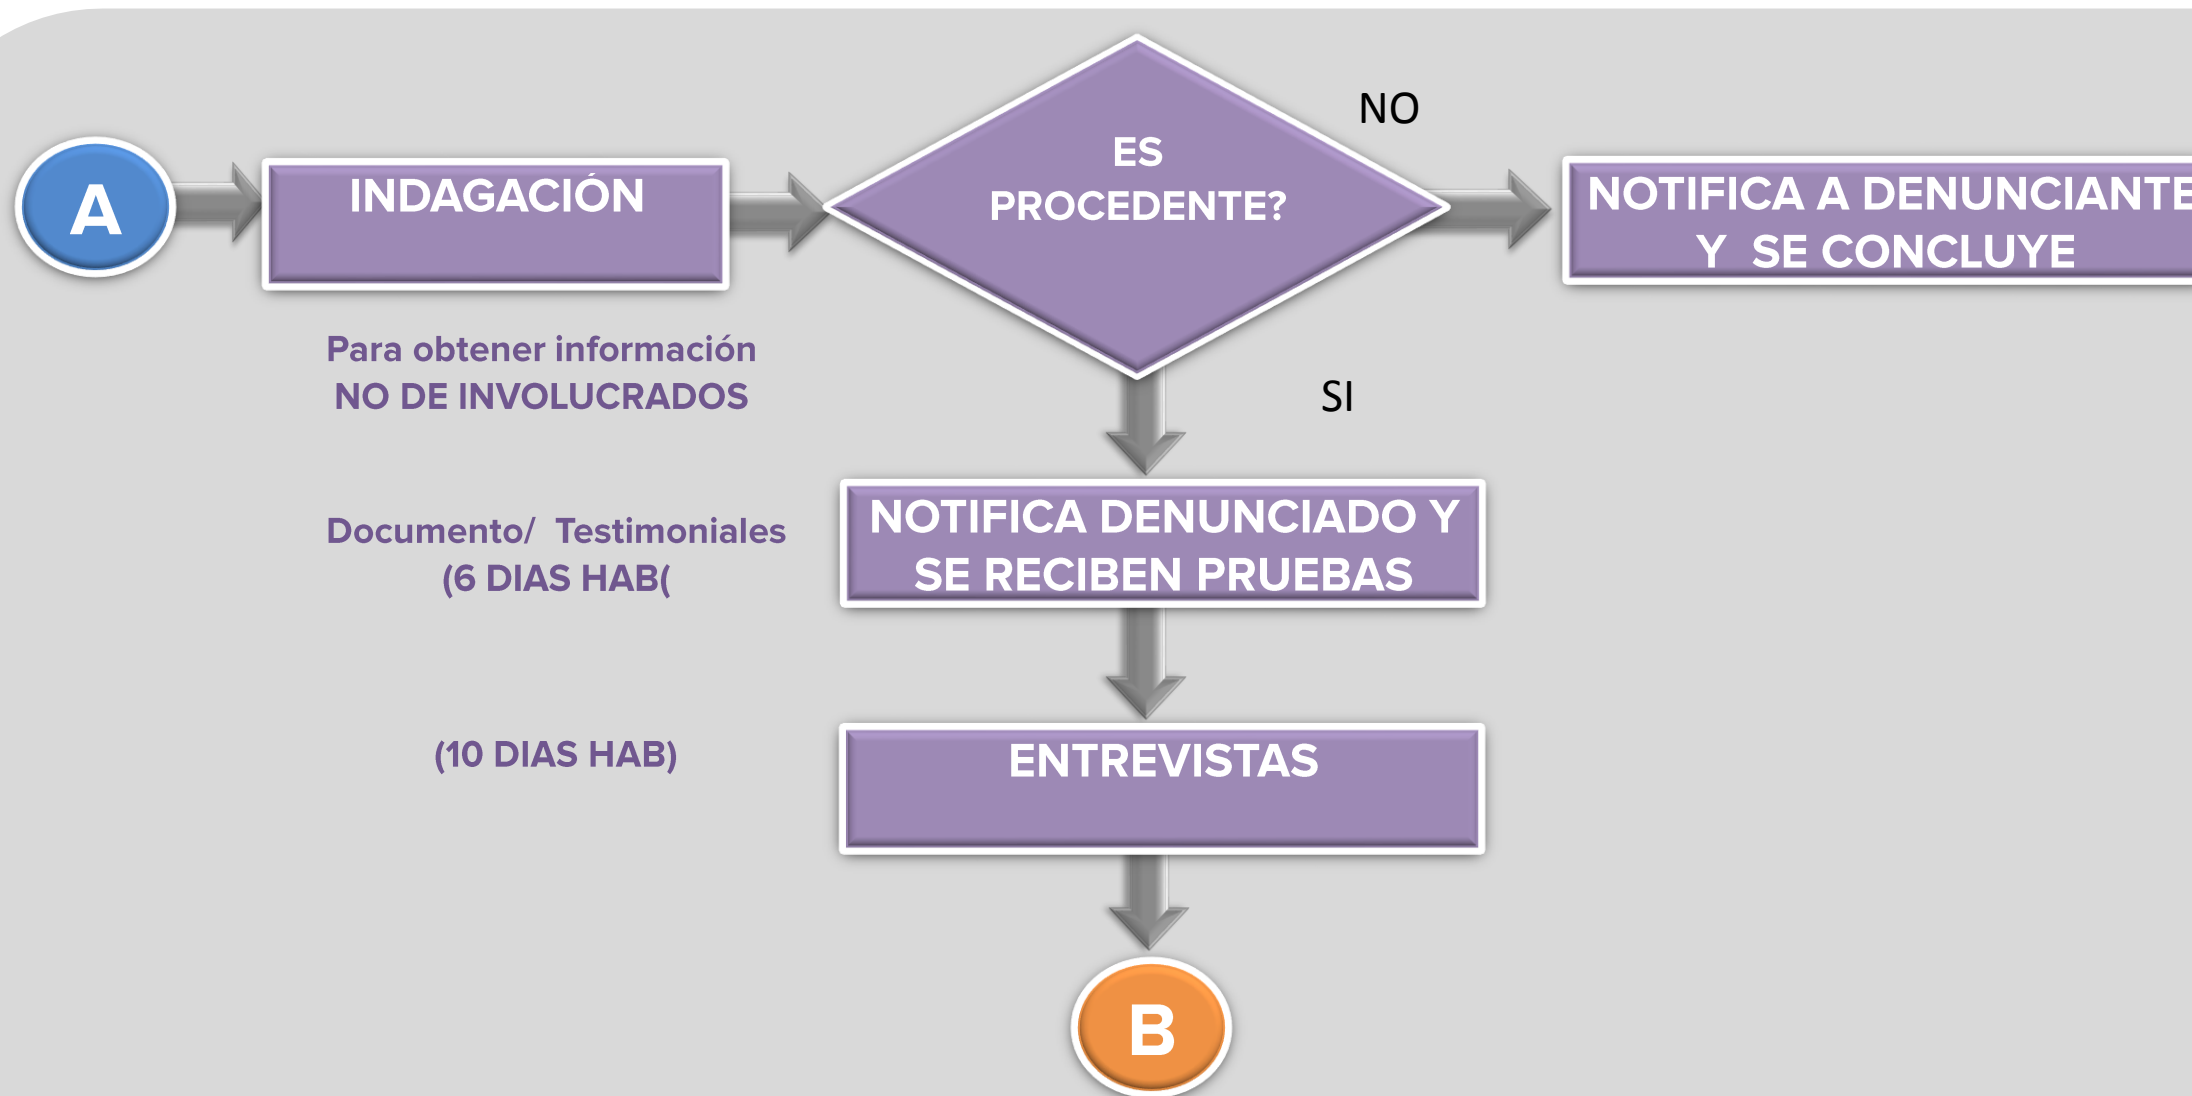 A
INDAGACIÓN
ES
PROCEDENTE?
NO
NOTIFICA A DENUNCIANTE
Y SE CONCLUYE
Para obtener información
NO DE INVOLUCRADOS
SI
Documento/ Testimoniales
(6 DIAS HAB(
NOTIFICA DENUNCIADO Y
SE RECIBEN PRUEBAS
(10 DIAS HAB)
ENTREVISTAS
B